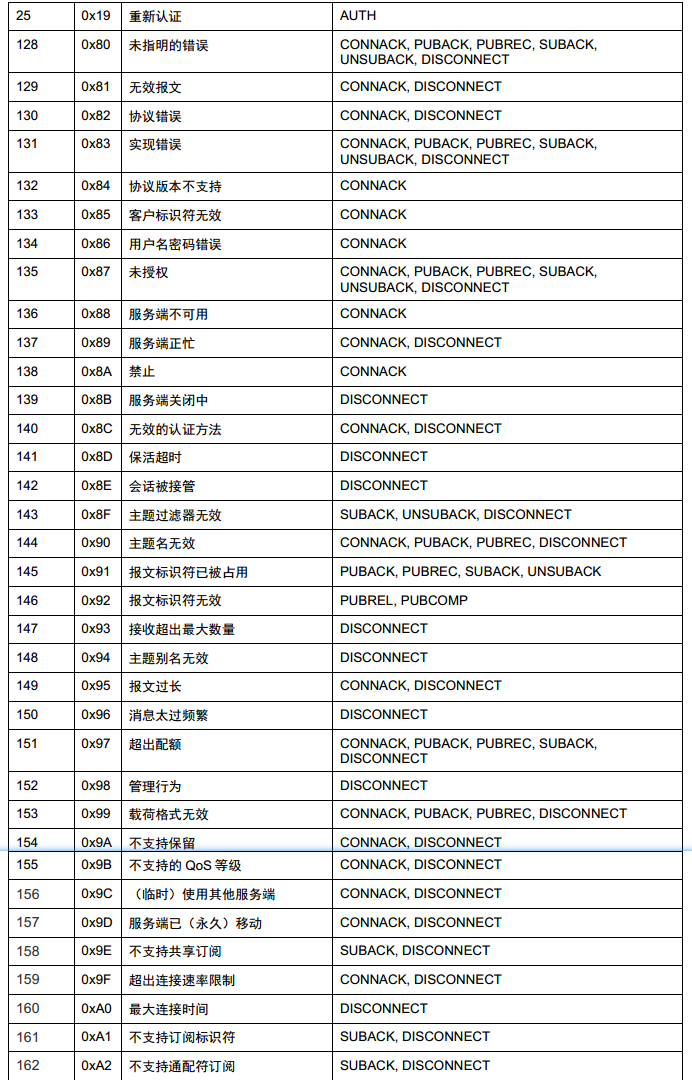 25 0x19 重新认证 AUTH
128 0x80 未指明的错误 CONNACK, PUBACK, PUBREC, SUBACK,
UNSUBACK, DISCONNECT
129 0x81 无效报文 CONNACK, DISCONNECT
130 0x82 协议错误 CONNACK, DISCONNECT
131 0x83 实现错误 CONNACK, PUBACK, PUBREC, SUBACK,
UNSUBACK, DISCONNECT
132 0x84 协议版本不支持 CONNACK
133 0x85 客户标识符无效 CONNACK
134 0x86 用户名密码错误 CONNACK
135 0x87 未授权 CONNACK, PUBACK, PUBREC, SUBACK,
UNSUBACK, DISCONNECT
136 0x88 服务端不可用 CONNACK
137 0x89 服务端正忙 CONNACK, DISCONNECT
138 0x8A 禁止 CONNACK
139 0x8B 服务端关闭中 DISCONNECT
140 0x8C 无效的认证方法 CONNACK, DISCONNECT
141 0x8D 保活超时 DISCONNECT
142 0x8E 会话被接管 DISCONNECT
143 0x8F 主题过滤器无效 SUBACK, UNSUBACK, DISCONNECT
144 0x90 主题名无效 CONNACK, PUBACK, PUBREC, DISCONNECT
145 0x91 报文标识符已被占用 PUBACK, PUBREC, SUBACK, UNSUBACK
146 0x92 报文标识符无效 PUBREL, PUBCOMP
147 0x93 接收超出最大数量 DISCONNECT
148 0x94 主题别名无效 DISCONNECT
149 0x95 报文过长 CONNACK, DISCONNECT
150 0x96 消息太过频繁 DISCONNECT
151 0x97 超出配额 CONNACK, PUBACK, PUBREC, SUBACK,
DISCONNECT
152 0x98 管理行为 DISCONNECT
153 0x99 载荷格式无效 CONNACK, PUBACK, PUBREC, DISCONNECT
154 0x9A 不支持保留 CONNACK, DISCONNECT
155 0x9B 不支持的 QoS 等级 CONNACK, DISCONNECT
156 0x9C （临时）使用其他服务端 CONNACK, DISCONNECT
157 0x9D 服务端已（永久）移动 CONNACK, DISCONNECT
158 0x9E 不支持共享订阅 SUBACK, DISCONNECT
159 0x9F 超出连接速率限制 CONNACK, DISCONNECT
160 0xA0 最大连接时间 DISCONNECT
161 0xA1 不支持订阅标识符 SUBACK, DISCONNECT
162 0xA2 不支持通配符订阅 SUBACK, DISCONNECT